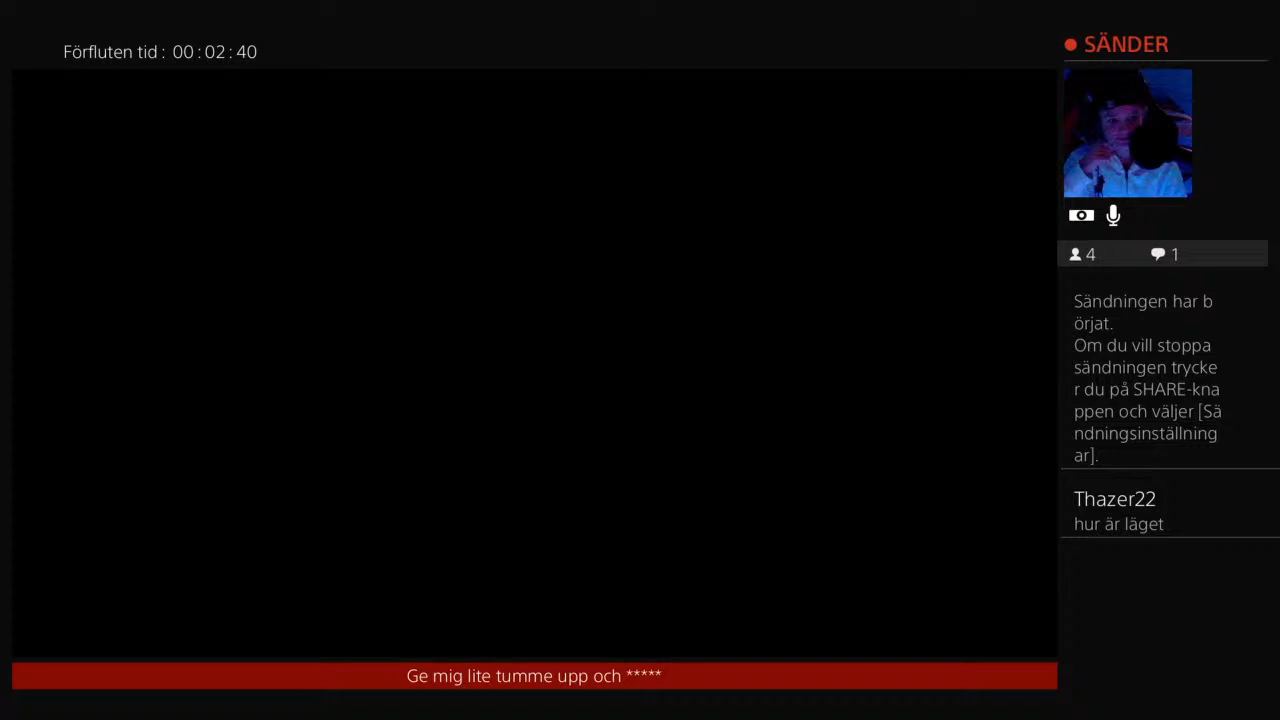 Förfluten tid : 00 : 02 : 40
SÄNDER
4 1
Sändningen har b
örjat.
Om du vill stoppa
sändningen trycke
r du på SHARE-kna
ppen och väljer [Sä
ndningsinställning
ar].
Thazer22
hur är läget
Ge mig lite tumme upp och *****